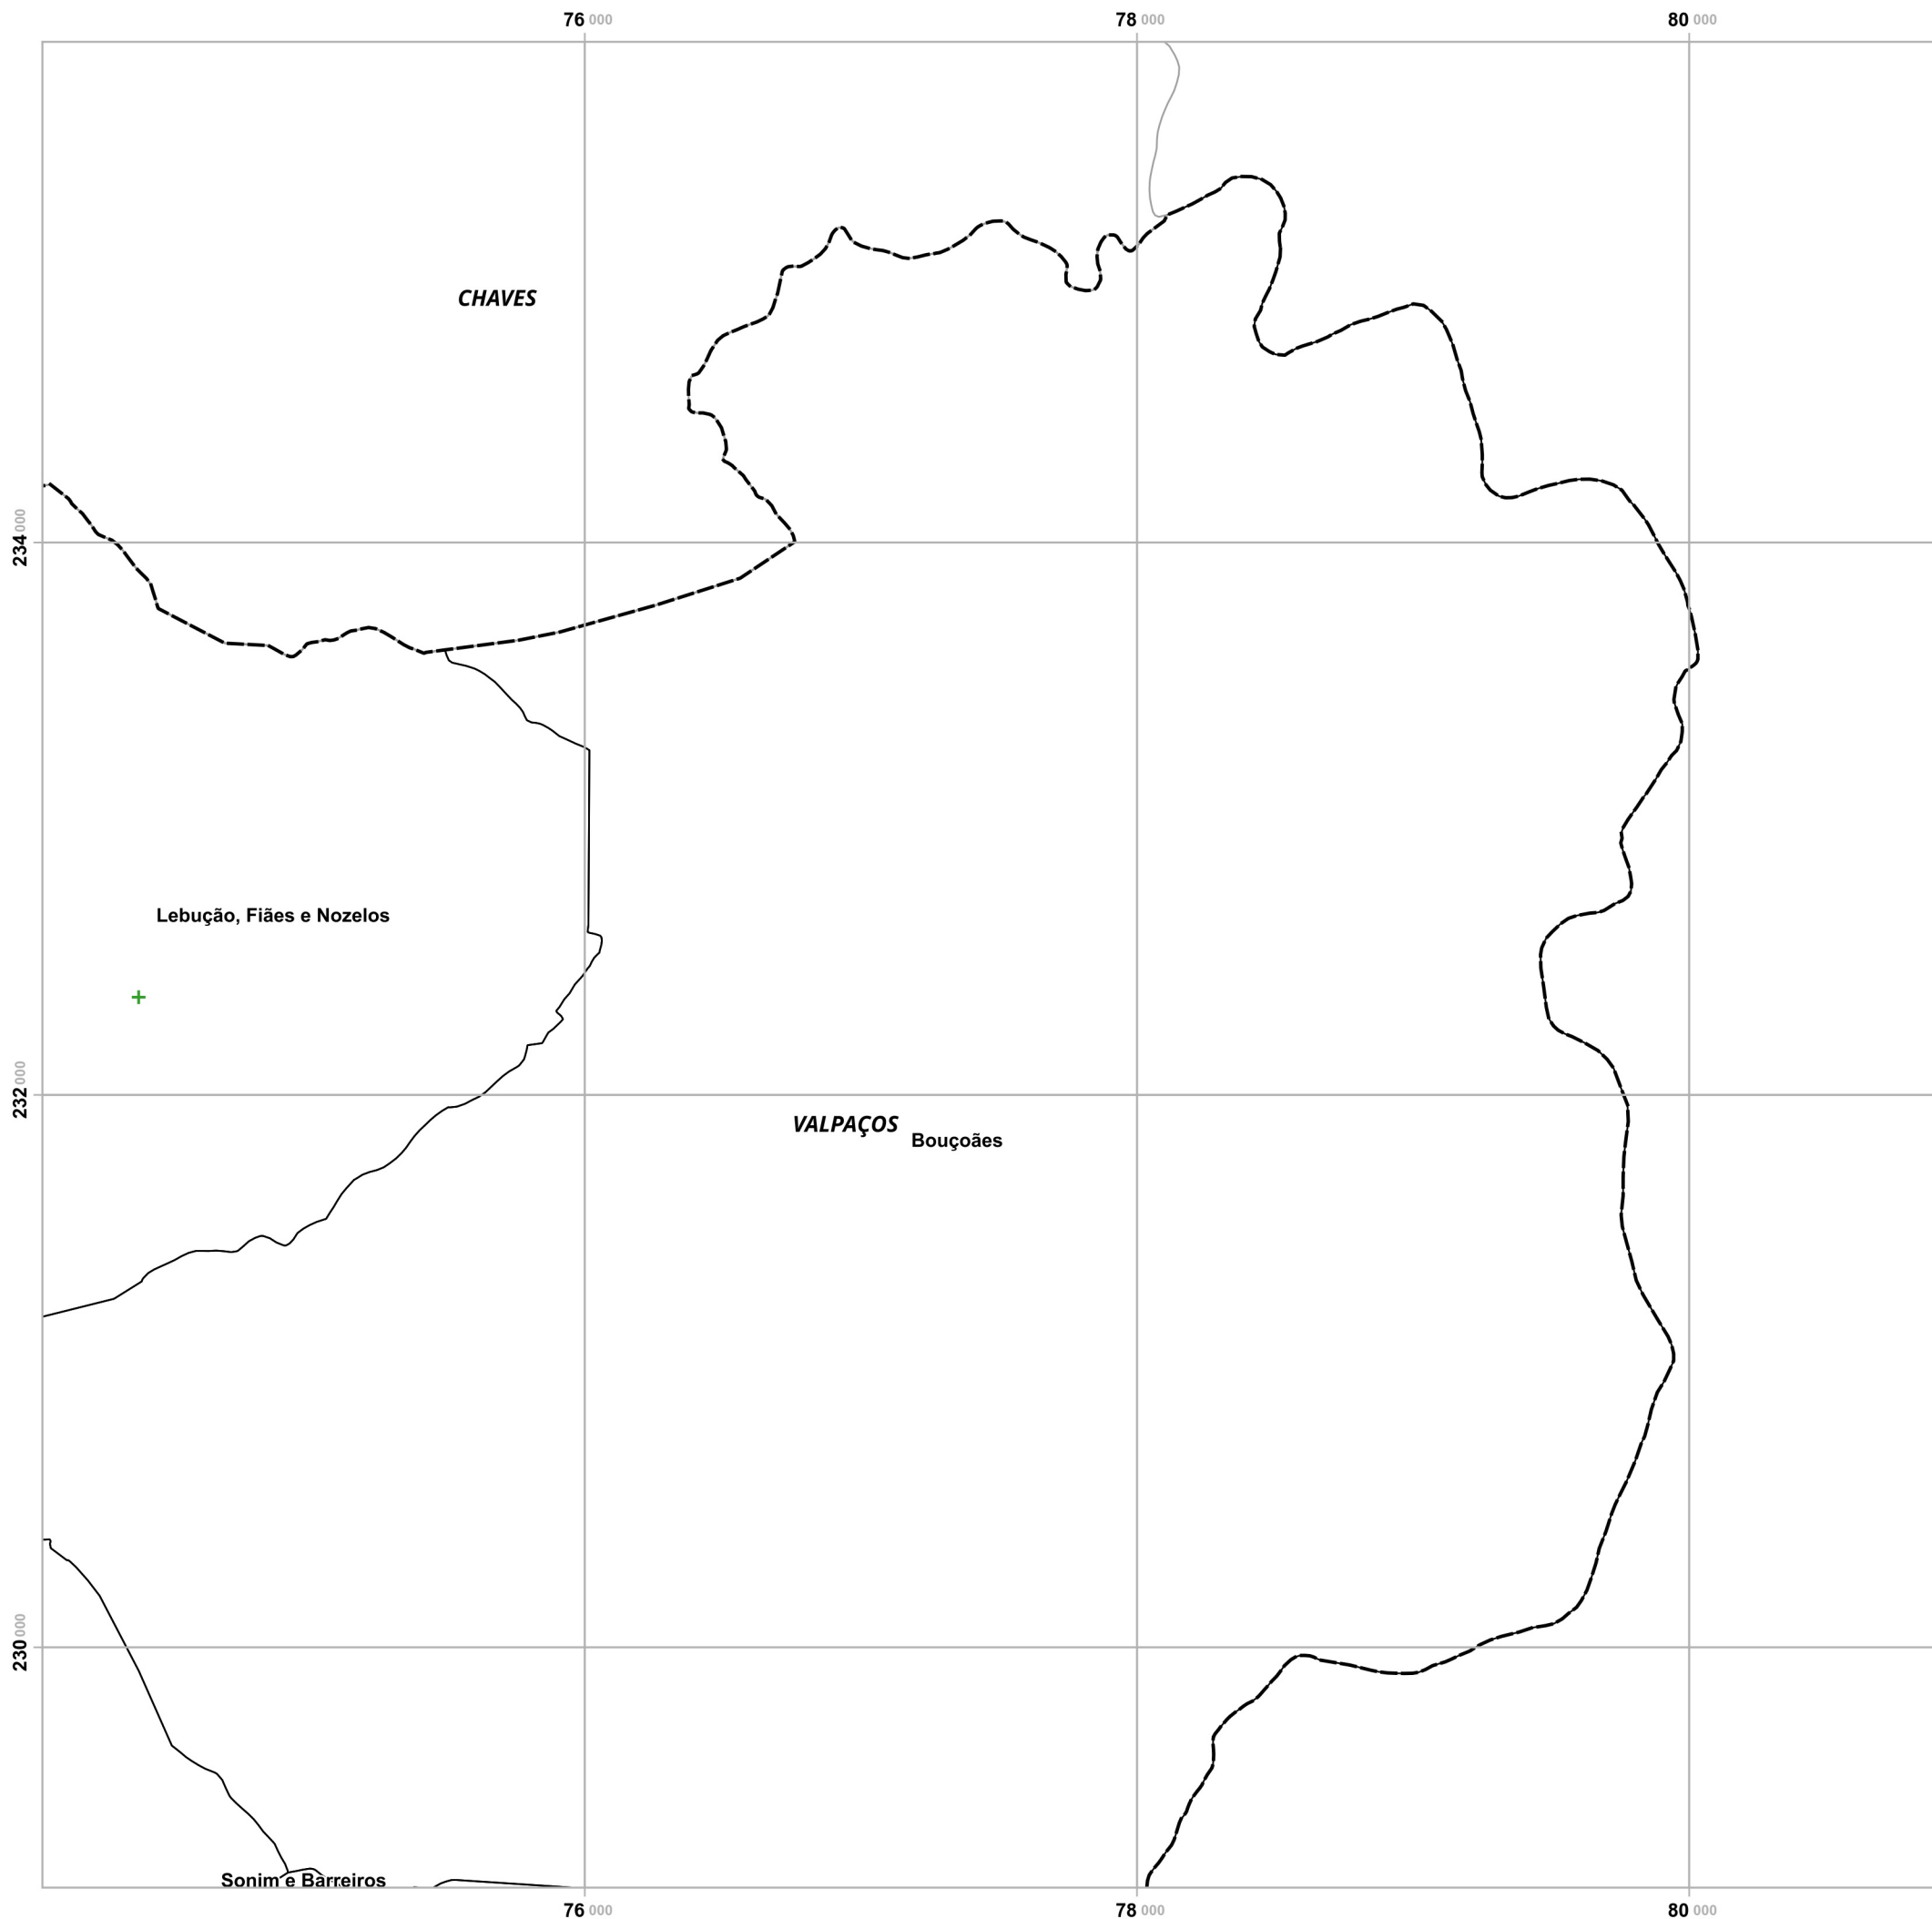 76 000
78 000
80 000
CHAVES
234 000
Lebução, Fiães e Nozelos
232 000
VALPAÇOS
Bouçoães
230 000
Sonim e Barreiros
76 000
78 000
80 000